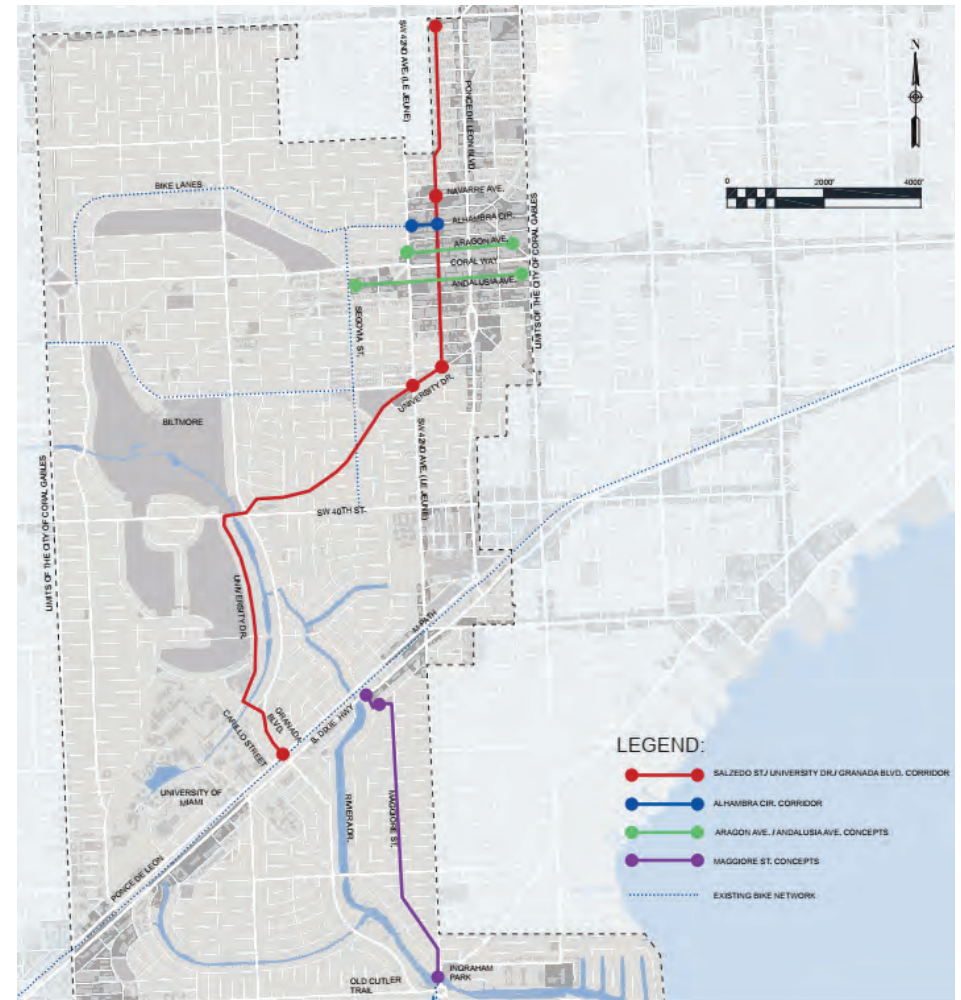 SW 42ND AVE. (LE JEUNE)
PONCE DE LEON BLVD.
N
0
2000'
4000'
BIKE LANES
NAVARRE AVE.
ALHAMBRA CIR.
ARAGON AVE.
CORAL WAY
ANDALUSIA AVE.
LIMITS OF THE CITY OF CORAL GABLES
SEGOVIA ST.
UNIVERSITY DR.
BILTMORE
SW 42ND AVE. (LE JEUNE)
SW 40TH ST.
LIMITS OF THE CITY OF CORAL GABLES
UNIVERSITY DR.
M-PATH
GRANADA
BLVD.
S. DIXIE HWY
CARILLO STREET
UNIVERSITY OF
MIAMI
RIVIERA DR.
MAGGIORE ST.
PONCE DE LEON
INGRAHAM
PARK
OLD CUTLER
TRAIL
LEGEND:
SALZEDO ST./ UNIVERSITY DR./ GRANADA BLVD. CORRIDOR
ALHAMBRA CIR. CORRIDOR
ARAGON AVE. / ANDALUSIA AVE. CONCEPTS
MAGGIORE ST. CONCEPTS
EXISTING BIKE NETWORK